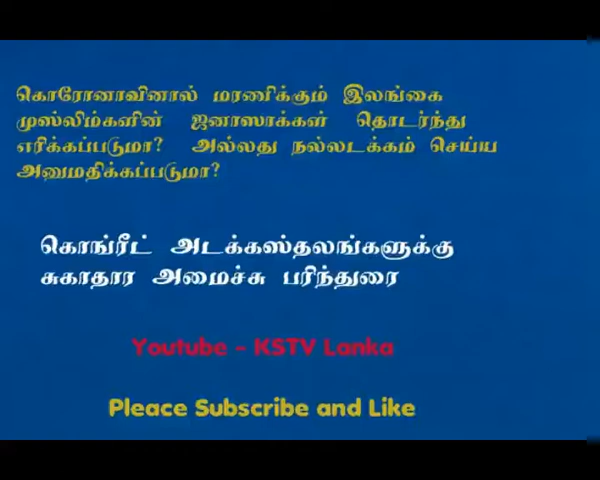 கொரோனாவினால் மரணிக்கும் இலங்கை
முஸ்லிம்களின் ஜனாஸாக்கள் தொடர்ந்து
எரிக்கப்படுமா? அல்லது நல்லடக்கம் செய்ய
அனுமதிக்கப்படுமா?
கொங்ரீட் அடக்கஸ்தலங்களுக்கு
சுகாதார அமைச்சு பரிந்துரை
Youtube - KSTV Lanka
Pleace Subscribe and Like